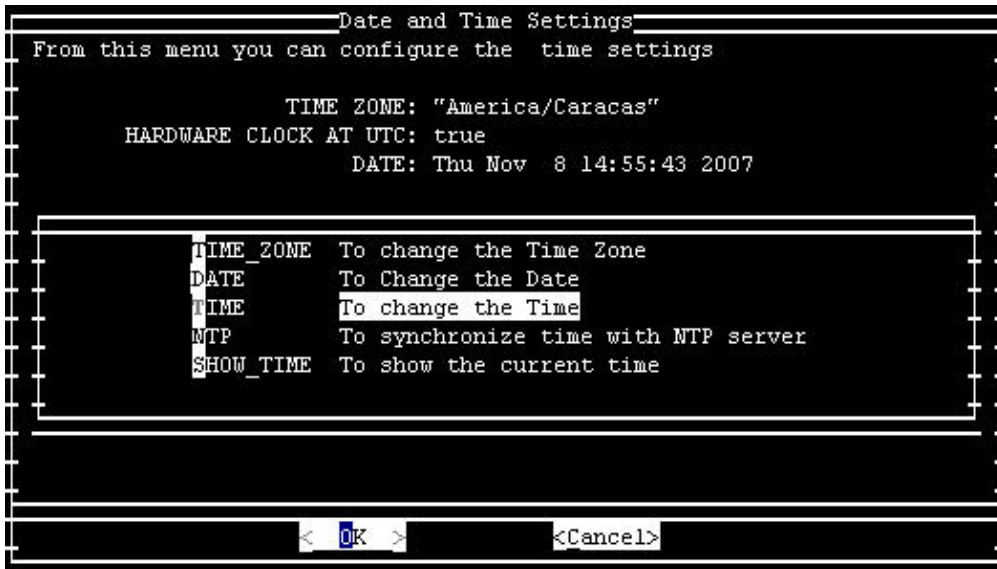 Date and Time Settings
From this menu you can configure the  time settings
TIME ZONE: "America/Caracas"
HARDWARE CLOCK AT UTC: true
DATE: Thu Nov  8 14:55:43 2007
TIME_ZONE  To change the Time Zone
DATE  To Change the Date
TIME  To change the Time
NTP  To synchronize time with NTP server
SHOW_TIME  To show the current time
<  OK  >  <Cancel>